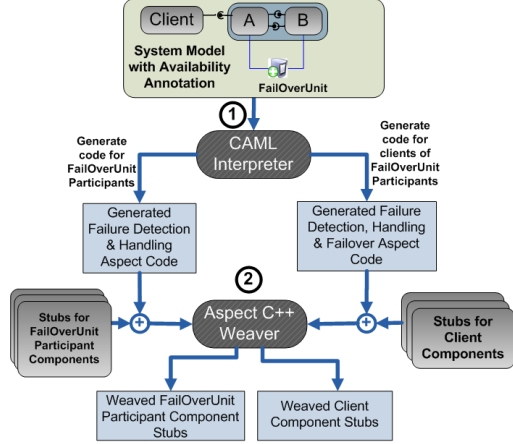 Client
A
B
System Model
with Availability
Annotation
FailOverUnit
1
Generate
code for
FailOverUnit
Participants
CAML
Interpreter
Generate
code for
clients of
FailOverUnit
Participants
Generated
Failure Detection
& Handling
Aspect Code
Generated Failure
Detection, Handling
& Failover Aspect
Code
2
Stubs for
FailOverUnit
Participant
Components
Aspect C++
Weaver
Stubs for
Client
Components
Weaved FailOverUnit
Participant Component
Stubs
Weaved Client
Component Stubs